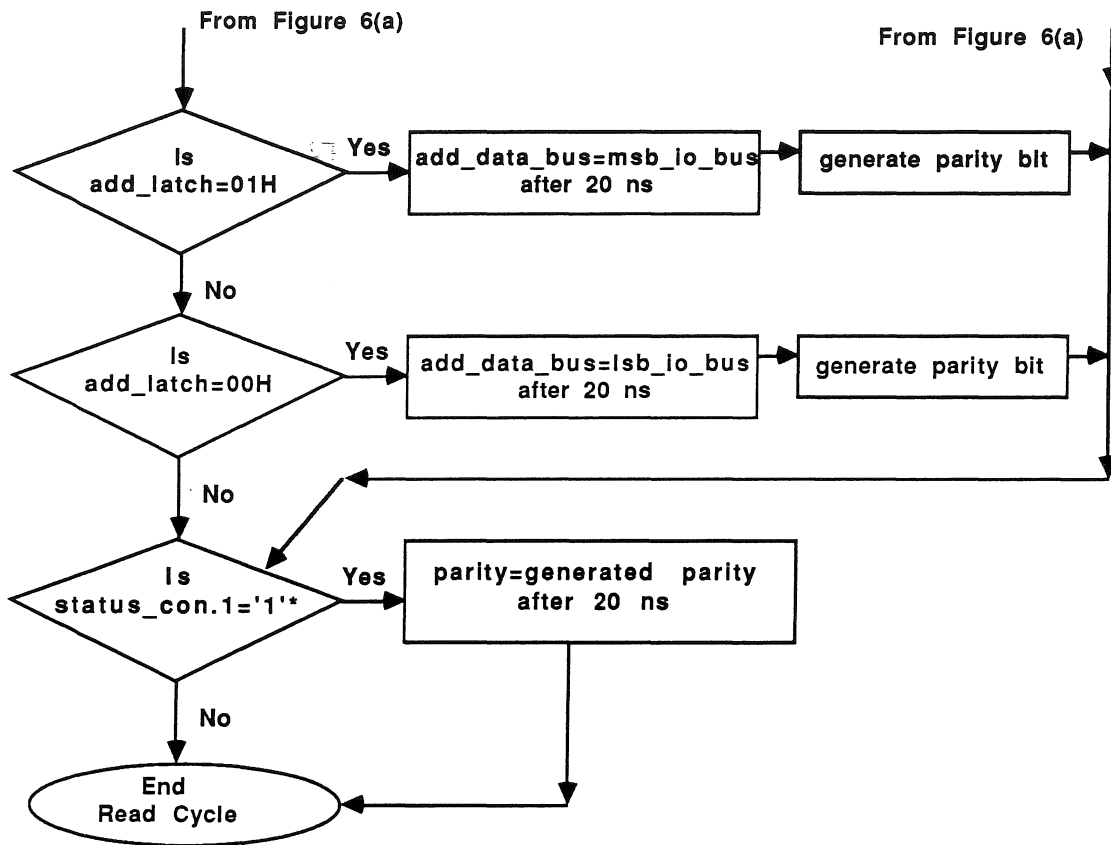 From Figure 6(a)
From Figure 6(a)
Is
add_latch=01H
Yes
add_data_bus=msb_io_bus
after 20 ns
generate parity bit
No
Is
add_latch=00H
Yes
add_data_bus=lsb_io_bus
after 20 ns
generate parity bit
No
Is
status_con.1='1'*
Yes
parity=generated parity
after 20 ns
No
End
Read Cycle